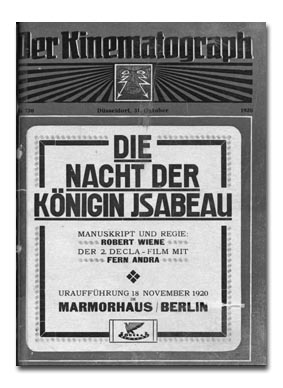 Der Kinematograph
Düsseldorf, 31. Oktober 1920
DIE
NACHT DER
KÖNIGIN JSABEAU
MANUSKRIPT UND REGIE:
ROBERT WIENE
DER 2. DECLA-FILM MIT
FERN ANDRA
URAUFFÜHRUNG 18 NOVEMBER 1920
IM
MARMORHAUS/BERLIN